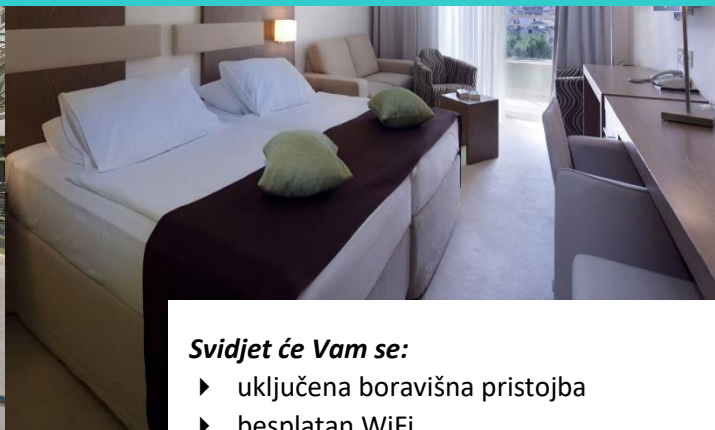 Svidjet će Vam se:
uključena boravišna pristojba
besplatan WiFi